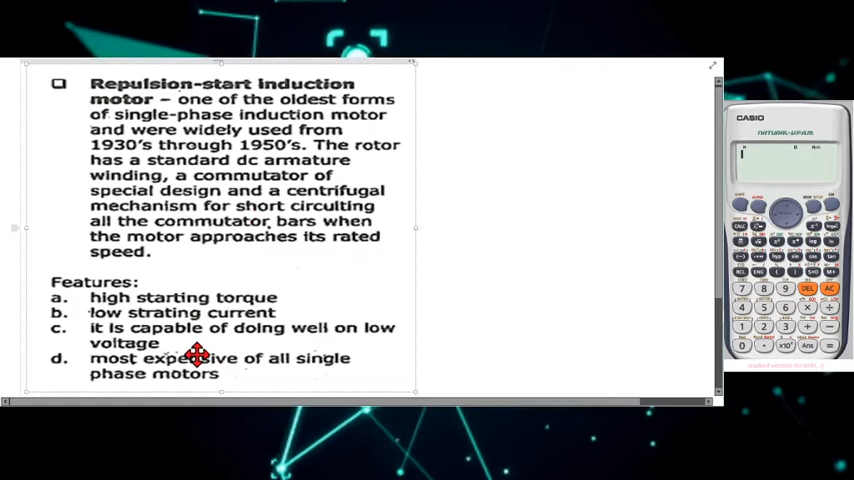 ❑ Repulsion-start induction
motor – one of the oldest forms
of single-phase induction motor
and were widely used from
1930's through 1950's. The rotor
has a standard dc armature
winding, a commutator of
special design and a centrifugal
mechanism for short circuiting
all the commutator bars when
the motor approaches its rated
speed.
Features:
a. high starting torque
b. low strating current
c. it is capable of doing well on low
voltage
d. most expensive of all single
phase motors
CASIO
NATURAL-V.P.A.M.
7 8 9 DEL AC
4 5 6 × ÷
1 2 3 + −
0 . ×10ˣ Ans =